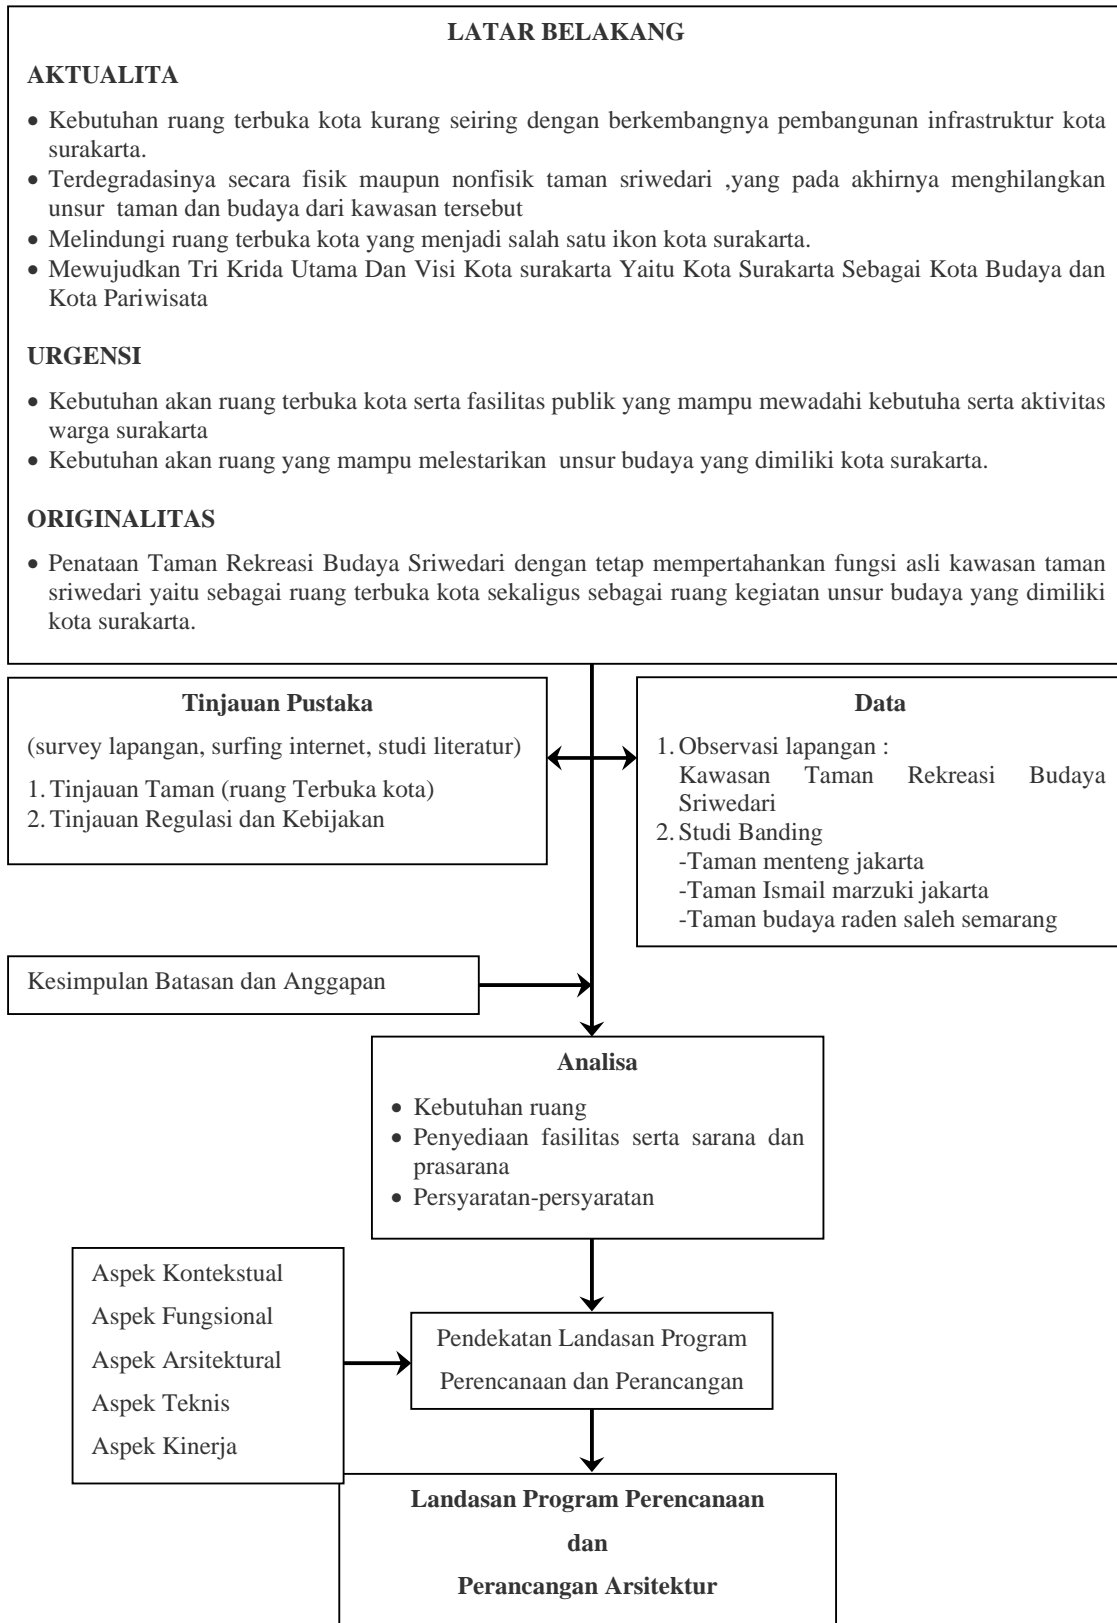 LATAR BELAKANG
AKTUALITA
• Kebutuhan ruang terbuka kota kurang seiring dengan berkembangnya pembangunan infrastruktur kota
surakarta.
• Terdegradasinya secara fisik maupun nonfisik taman sriwedari ,yang pada akhirnya menghilangkan
unsur taman dan budaya dari kawasan tersebut
• Melindungi ruang terbuka kota yang menjadi salah satu ikon kota surakarta.
• Mewujudkan Tri Krida Utama Dan Visi Kota surakarta Yaitu Kota Surakarta Sebagai Kota Budaya dan
Kota Pariwisata
URGENSI
• Kebutuhan akan ruang terbuka kota serta fasilitas publik yang mampu mewadahi kebutuha serta aktivitas
warga surakarta
• Kebutuhan akan ruang yang mampu melestarikan unsur budaya yang dimiliki kota surakarta.
ORIGINALITAS
• Penataan Taman Rekreasi Budaya Sriwedari dengan tetap mempertahankan fungsi asli kawasan taman
sriwedari yaitu sebagai ruang terbuka kota sekaligus sebagai ruang kegiatan unsur budaya yang dimiliki
kota surakarta.
Tinjauan Pustaka
(survey lapangan, surfing internet, studi literatur)
1. Tinjauan Taman (ruang Terbuka kota)
2. Tinjauan Regulasi dan Kebijakan
Data
1. Observasi lapangan :
Kawasan Taman Rekreasi Budaya
Sriwedari
2. Studi Banding
-Taman menteng jakarta
-Taman Ismail marzuki jakarta
-Taman budaya raden saleh semarang
Kesimpulan Batasan dan Anggapan
Analisa
• Kebutuhan ruang
• Penyediaan fasilitas serta sarana dan
prasarana
• Persyaratan-persyaratan
Aspek Kontekstual
Aspek Fungsional
Aspek Arsitektural
Aspek Teknis
Aspek Kinerja
Pendekatan Landasan Program
Perencanaan dan Perancangan
Landasan Program Perencanaan
dan
Perancangan Arsitektur